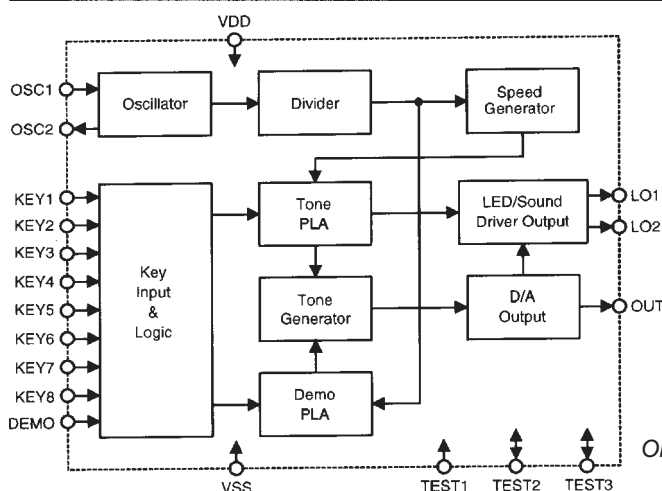 VDD
OSC1
OSC2
Oscillator
Divider
Speed
Generator
KEY1
KEY2
KEY3
KEY4
KEY5
KEY6
KEY7
KEY8
DEMO
Key
Input
&
Logic
Tone
PLA
LED/Sound
Driver Output
LO1
LO2
Tone
Generator
D/A
Output
OUT
Demo
PLA
VSS
TEST1
TEST2
TEST3